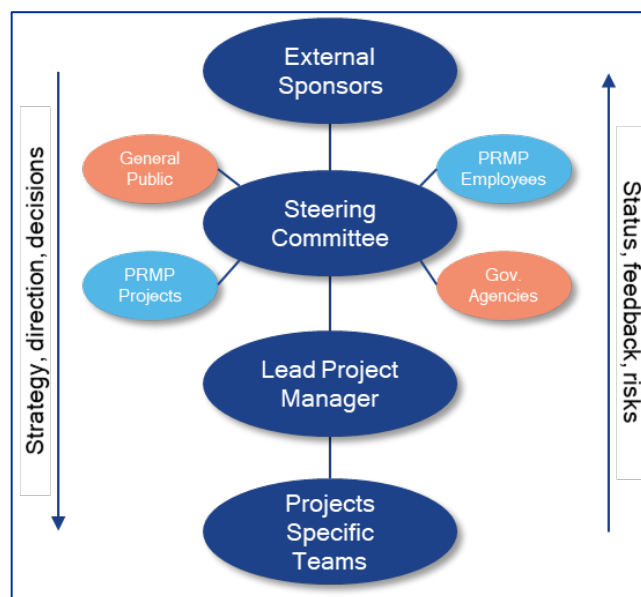 External
Sponsors
General
Public
PRMP
Employees
Steering
Committee
PRMP
Projects
Gov.
Agencies
Lead Project
Manager
Projects
Specific
Teams
Strategy, direction, decisions
Status, feedback, risks